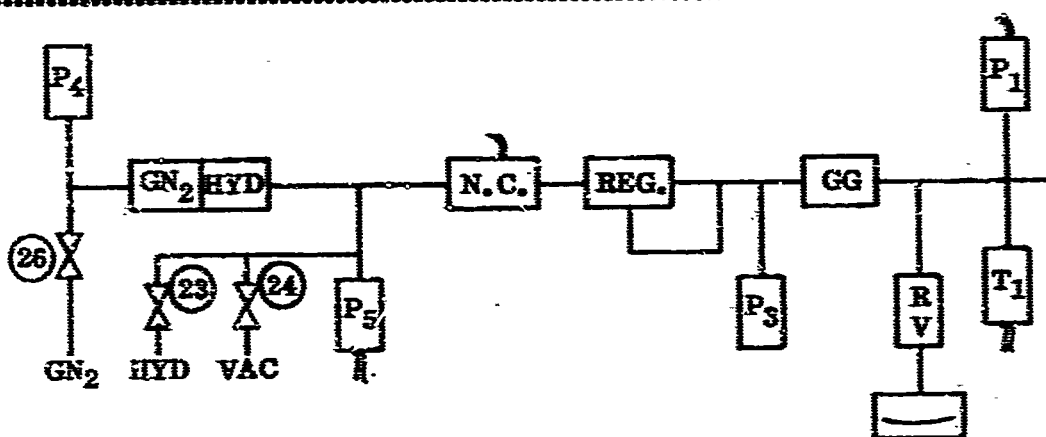 P4
P1
GN2 HYD
N.C.
REG.
GG
26
23
24
P5
P3
R
V
T1
GN2
HYD
VAC